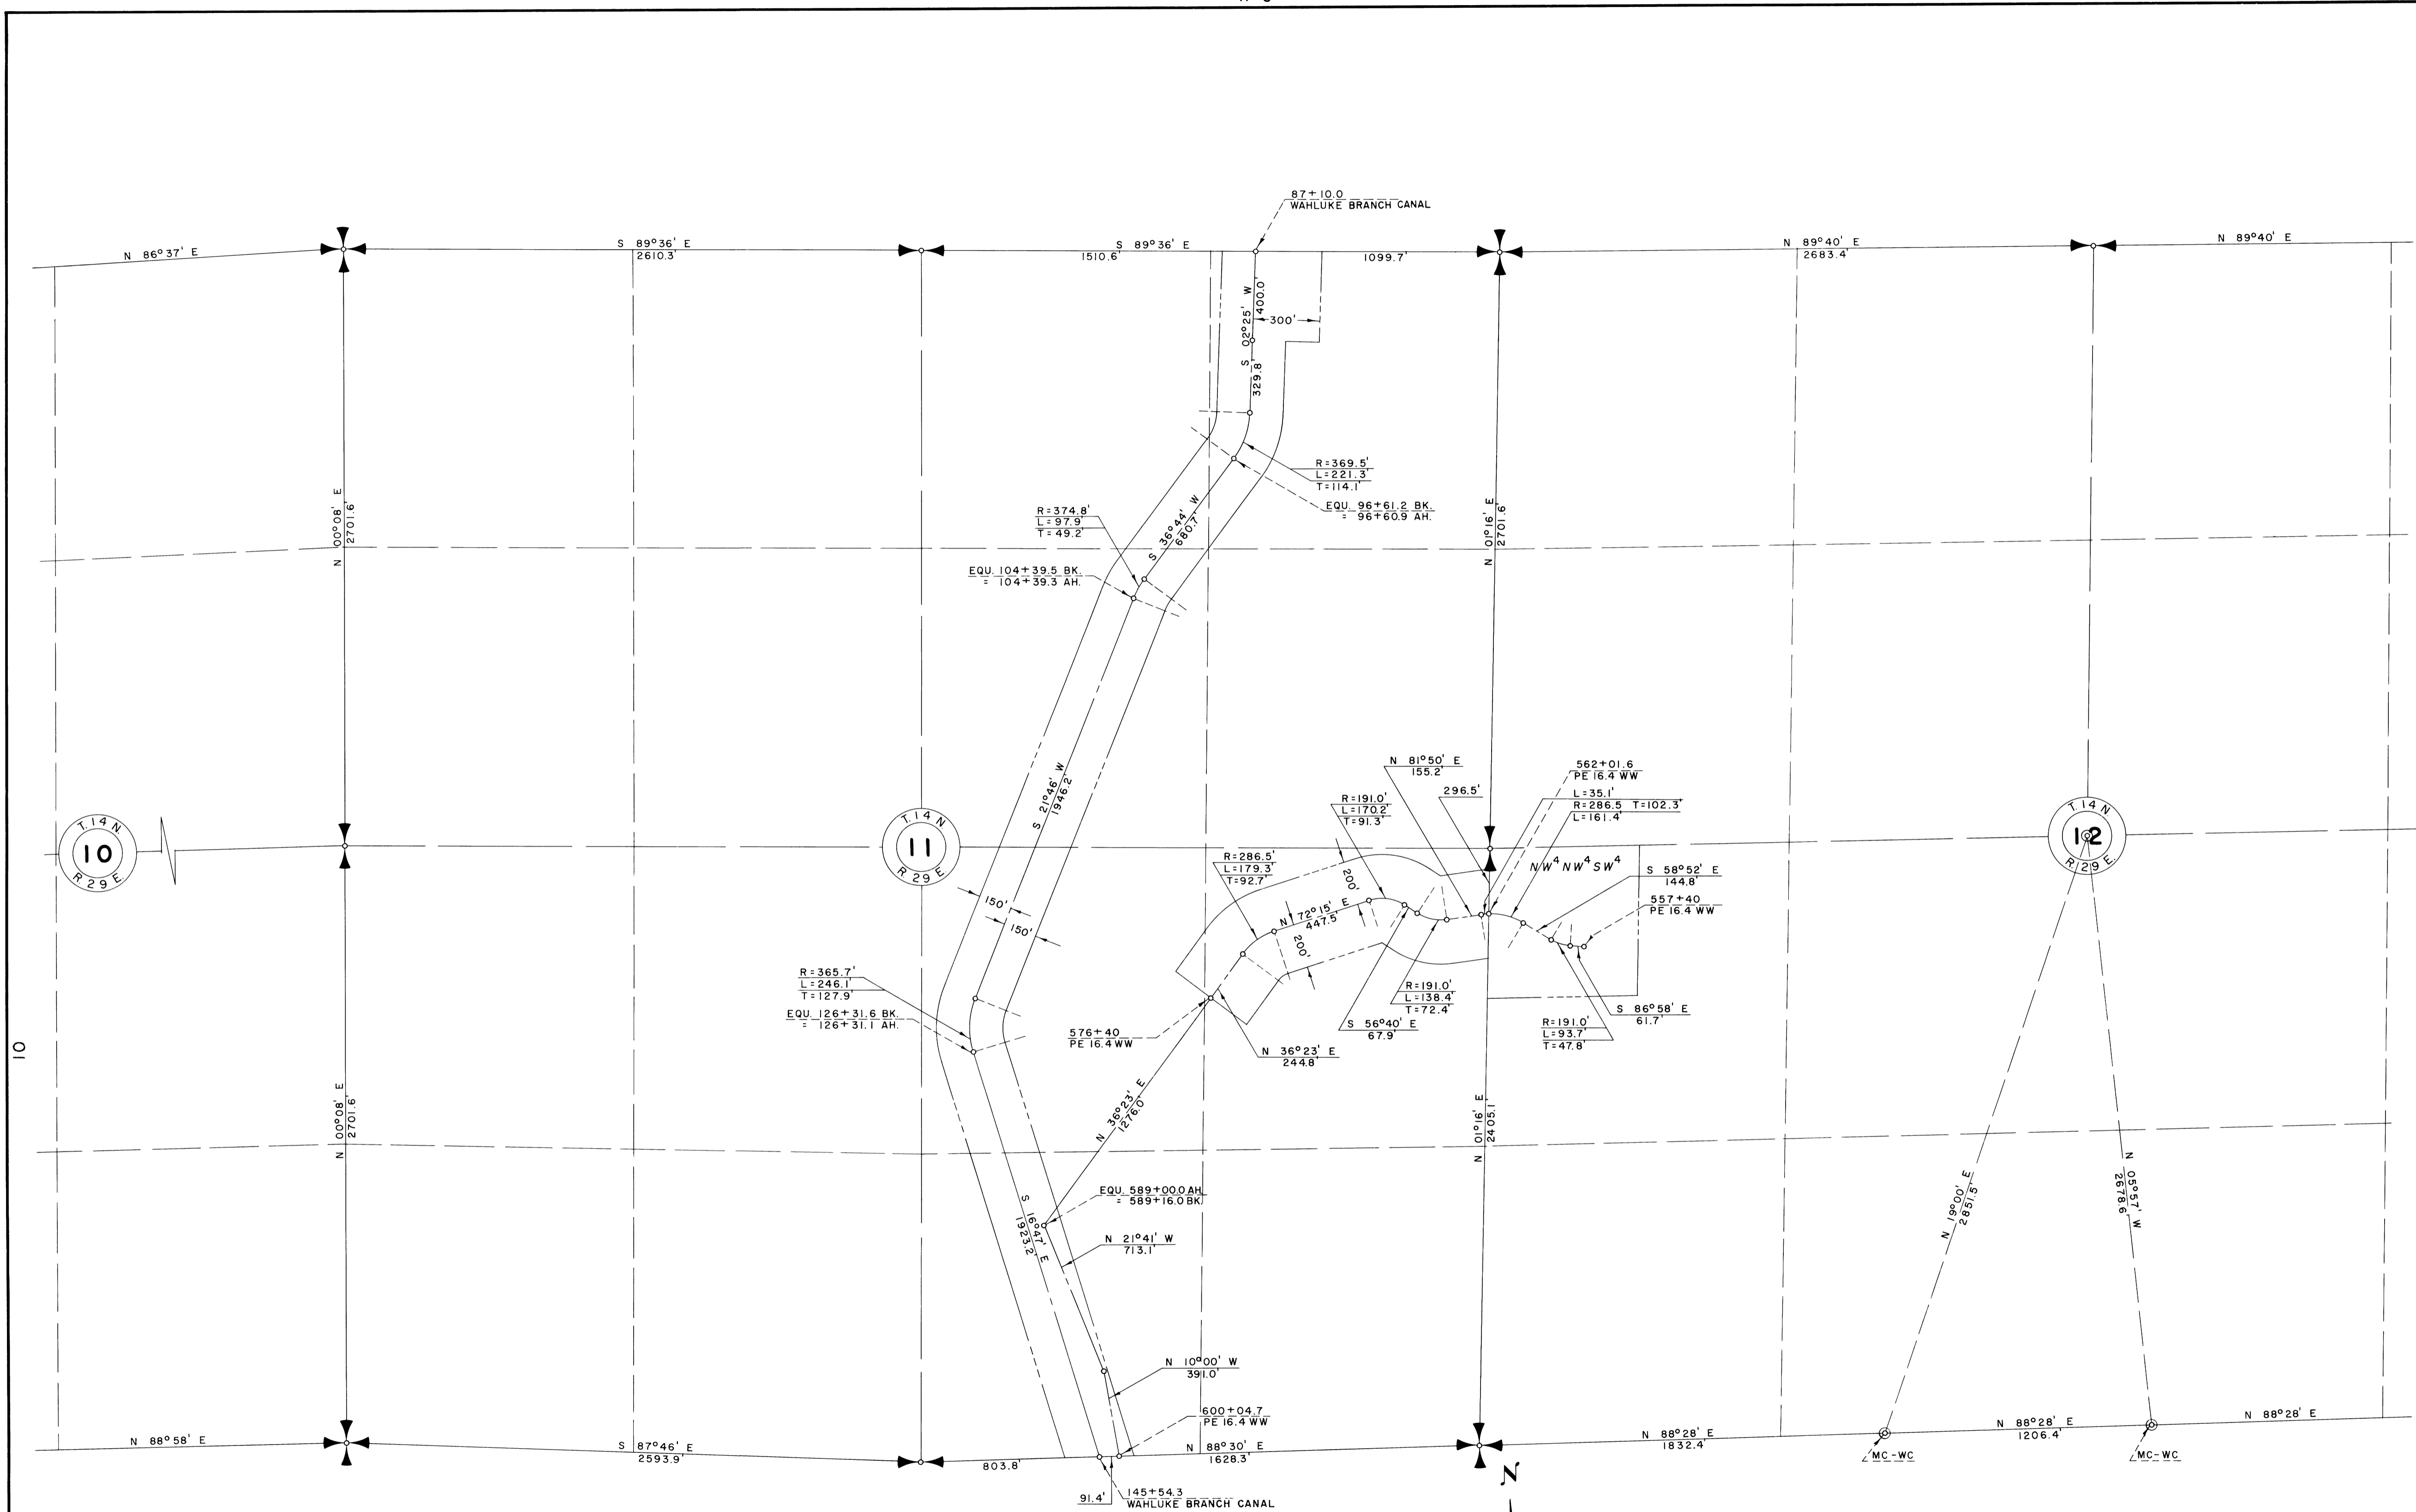 87+10.0
WAHLUKE BRANCH CANAL
N 86°37' E
S 89°36' E
2610.3'
S 89°36' E
1510.6'
1099.7'
N 89°40' E
2683.4'
N 89°40' E
S 02°25' W
400.0'
300'
329.8'
R=369.5'
L=221.3'
T=114.1'
EQU. 96+61.2 BK.
= 96+60.9 AH.
N 00°08' E
2701.6'
R=374.8'
L=97.9'
T=49.2'
S 36°44' W
680.7'
N 01°16' E
2701.6'
EQU. 104+39.5 BK.
= 104+39.3 AH.
S 21°46' W
1946.2'
N 81°50' E
155.2'
296.5'
562+01.6
PE 16.4 WW
L=35.1'
R=286.5 T=102.3'
L=161.4'
R=191.0'
L=170.2'
T=91.3'
T. 14 N.
10
R 29 E.
T. 14 N
11
R 29 E.
T. 14 N
12
R 29 E.
R=286.5'
L=179.3'
T=92.7'
200'
NW⁴ NW⁴ SW⁴
S 58°52' E
144.8'
557+40
PE 16.4 WW
150'
150'
N 72°15' E
447.5'
200'
R=365.7'
L=246.1'
T=127.9'
EQU. 126+31.6 BK.
= 126+31.1 AH.
576+40
PE 16.4 WW
N 36°23' E
244.8'
R=191.0'
L=138.4'
T=72.4'
S 56°40' E
67.9'
R=191.0'
L=93.7'
T=47.8'
S 86°58' E
61.7'
10
N 00°08' E
2701.6'
N 36°23' E
1276.0'
N 01°16' E
2405.1'
EQU. 589+00.0 AH.
= 589+16.0 BK.
S 16°47' E
1923.2'
N 21°41' W
713.1'
N 19°00' E
2851.5'
N 05°57' W
2678.6'
N 10°00' W
391.0'
600+04.7
PE 16.4 WW
N 88°58' E
S 87°46' E
2593.9'
803.8'
N 88°30' E
1628.3'
N 88°28' E
1832.4'
N 88°28' E
1206.4'
N 88°28' E
MC-WC
MC-WC
91.4'
145+54.3
WAHLUKE BRANCH CANAL
N